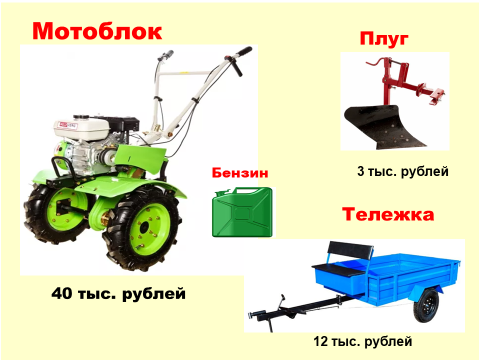 Мотоблок
Плуг
3 тыс. рублей
Бензин
Тележка
40 тыс. рублей
12 тыс. рублей